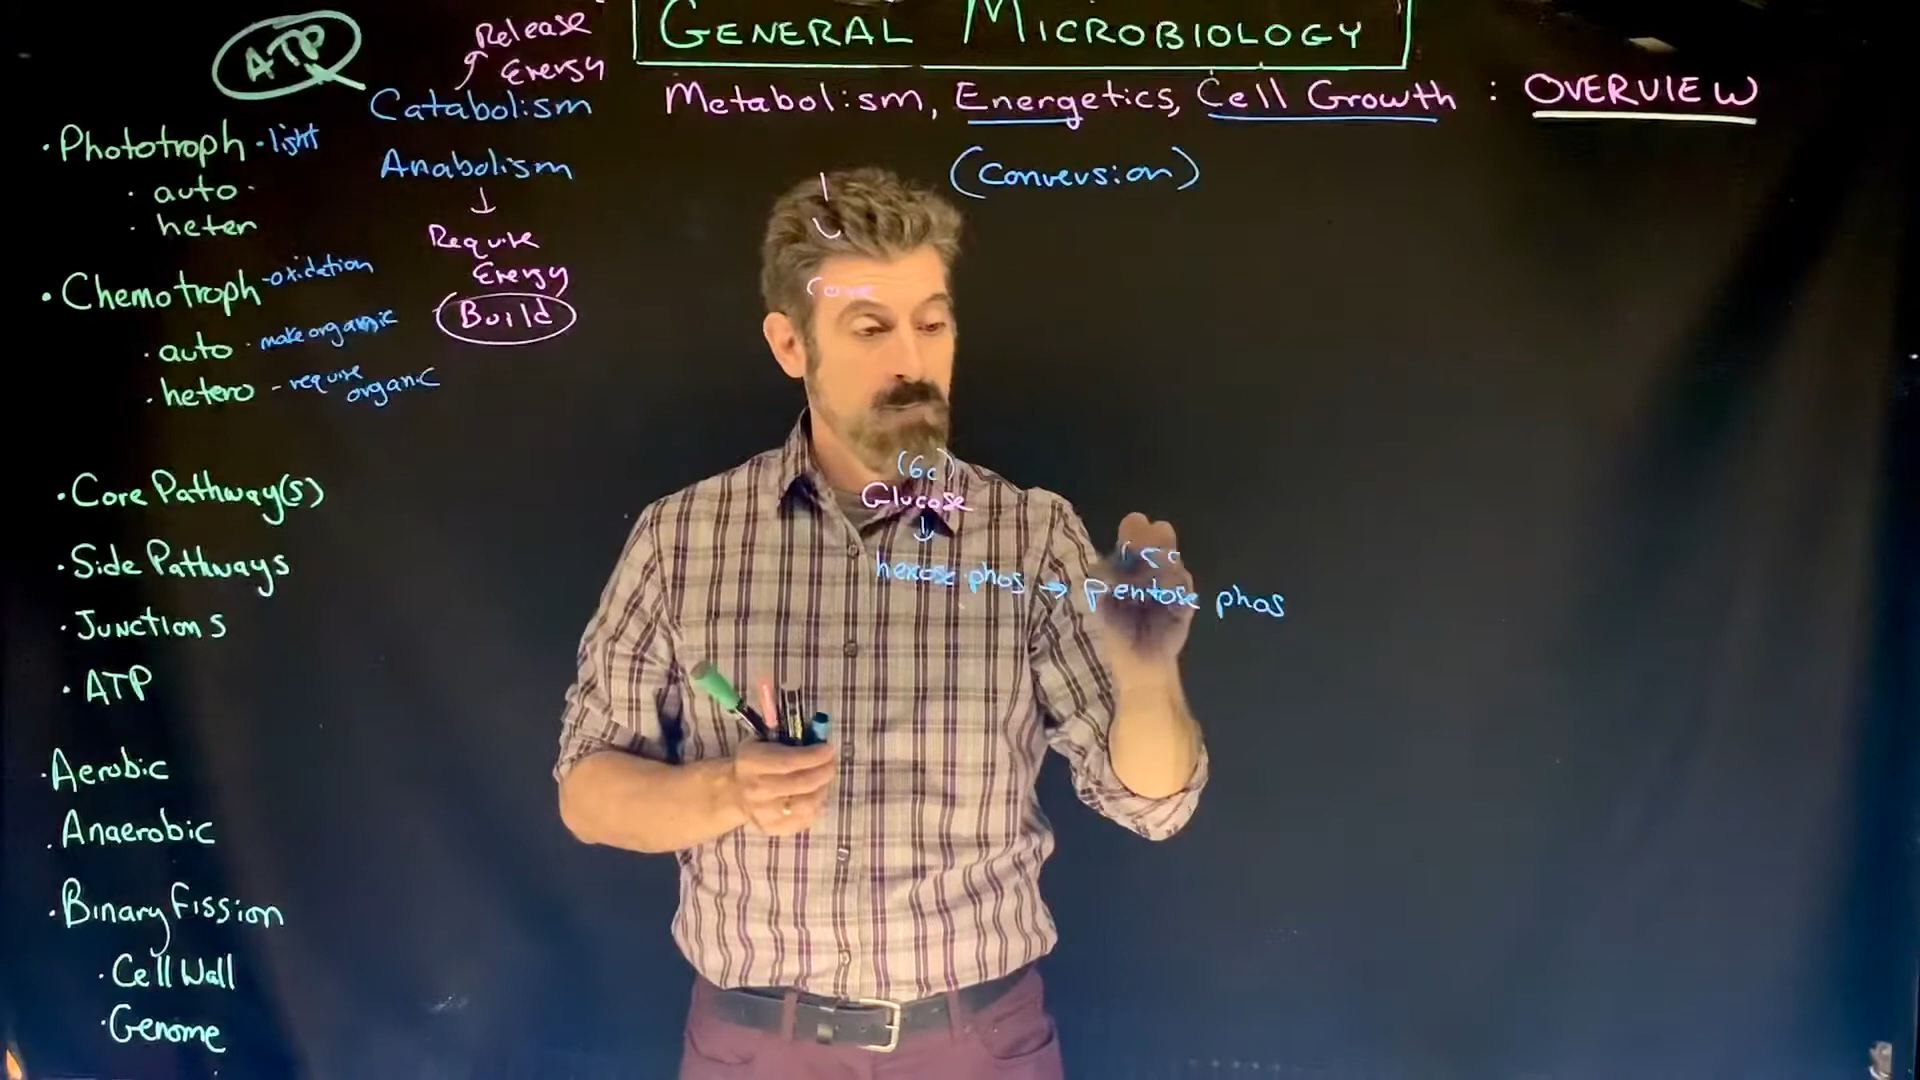 GENERAL MICROBIOLOGY
Metabolism, Energetics, Cell Growth : OVERVIEW
(Conversion)
ATP
Release
Energy
Catabolism
Anabolism
↓
Require
Energy
Build
· Phototroph · light
· auto ·
· heter
· Chemotroph - oxidation
· auto · make organic
· hetero - require
organic
· Core Pathway(s)
· Side Pathways
· Junctions
· ATP
· Aerobic
· Anaerobic
· Binary Fission
· Cell Wall
· Genome
Core
(6c)
Glucose
↓
hexose phos → pentose phos